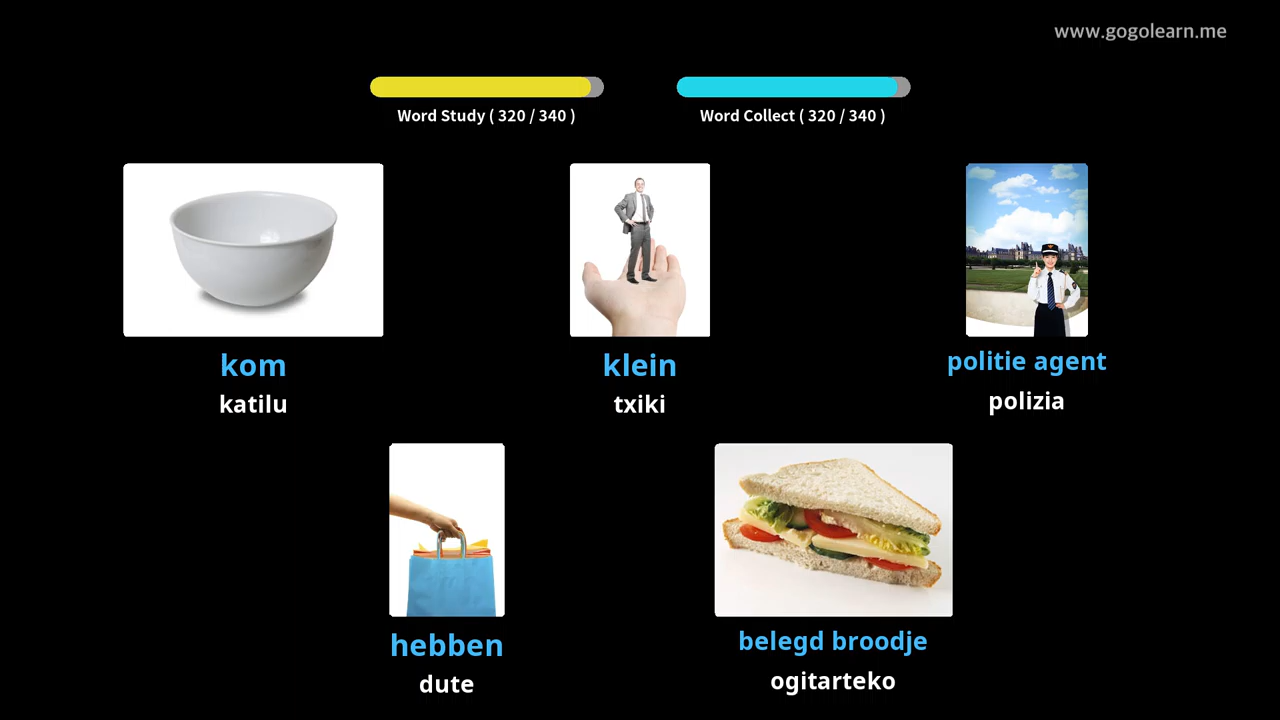 www.gogolearn.me
Word Study ( 320 / 340 )
Word Collect ( 320 / 340 )
kom
katilu
klein
txiki
politie agent
polizia
hebben
dute
belegd broodje
ogitarteko